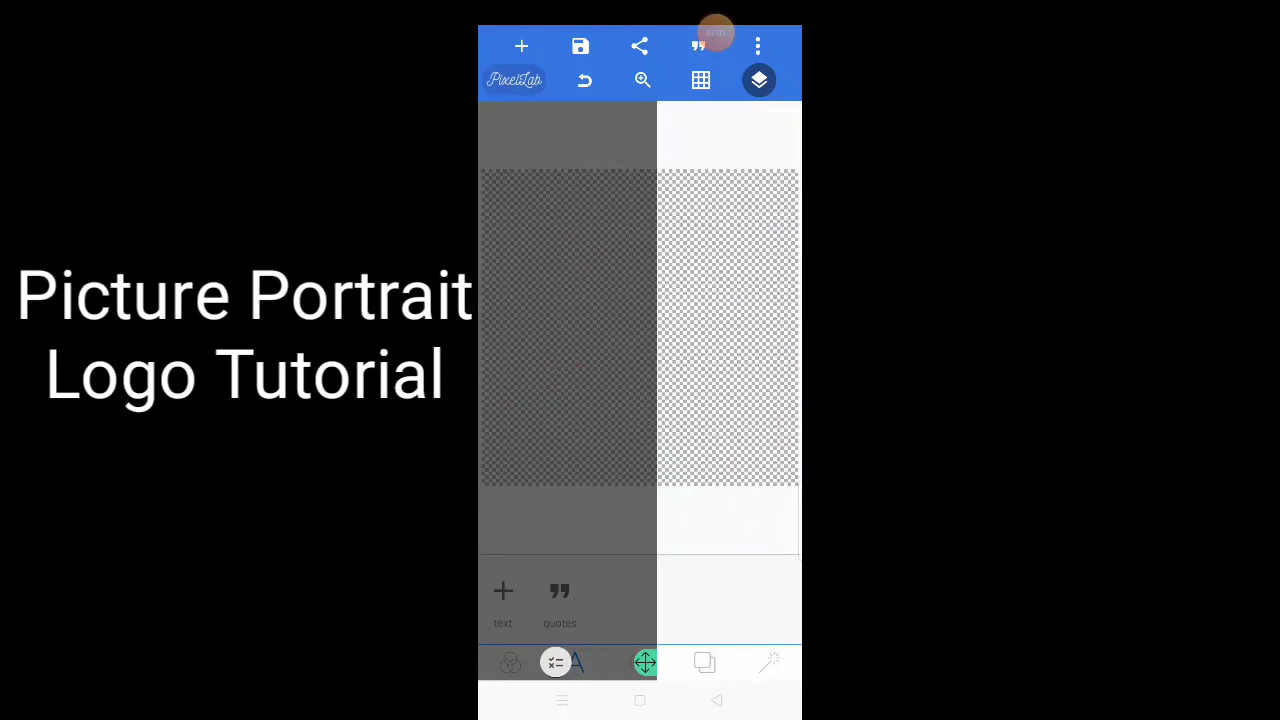 PixelLab
Picture Portrait
Logo Tutorial
text
quotes